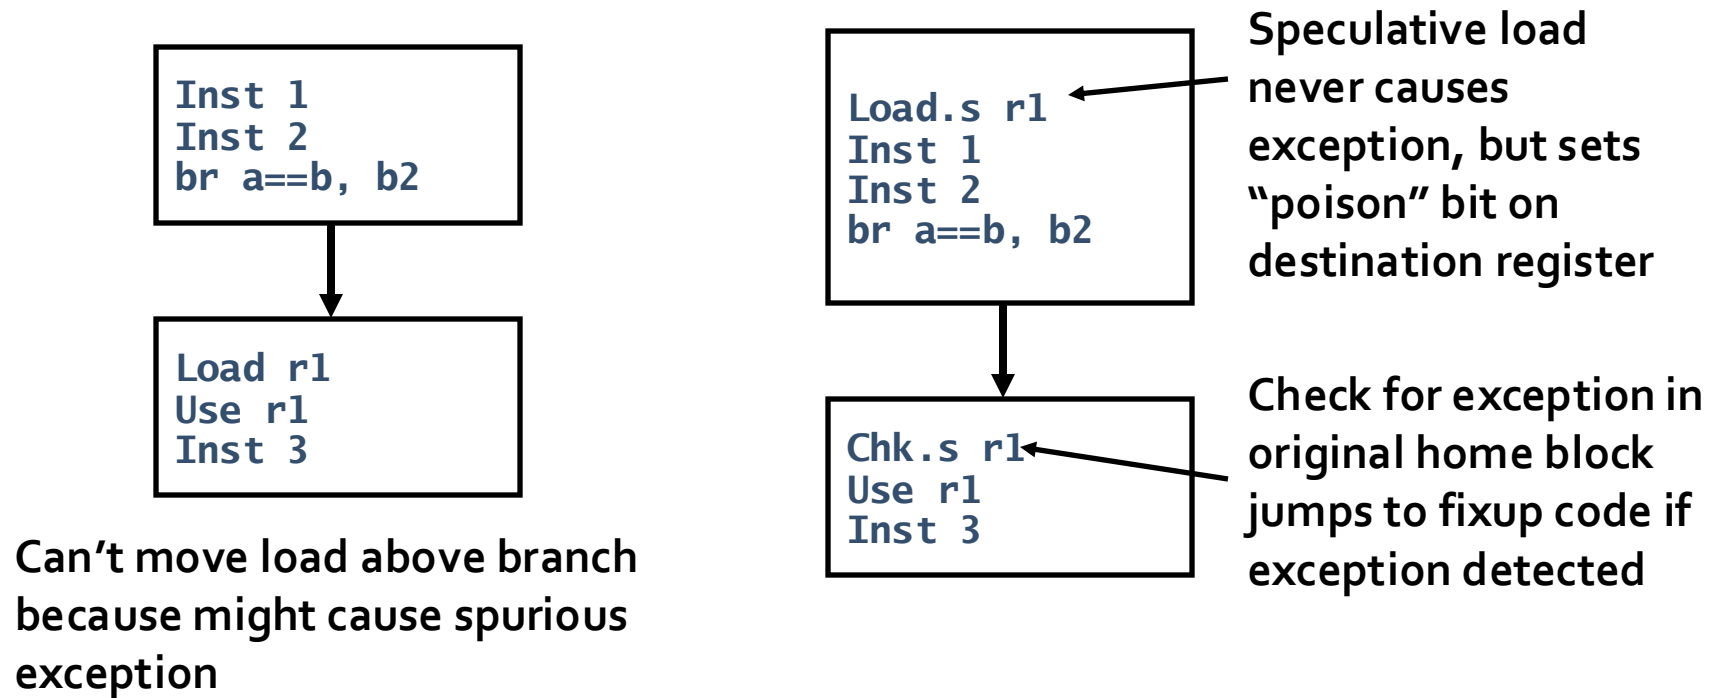 Inst 1
Inst 2
br a==b, b2
Load r1
Use r1
Inst 3
Can’t move load above branch
because might cause spurious
exception
Load.s r1
Inst 1
Inst 2
br a==b, b2
Speculative load
never causes
exception, but sets
“poison” bit on
destination register
Chk.s r1
Use r1
Inst 3
Check for exception in
original home block
jumps to fixup code if
exception detected